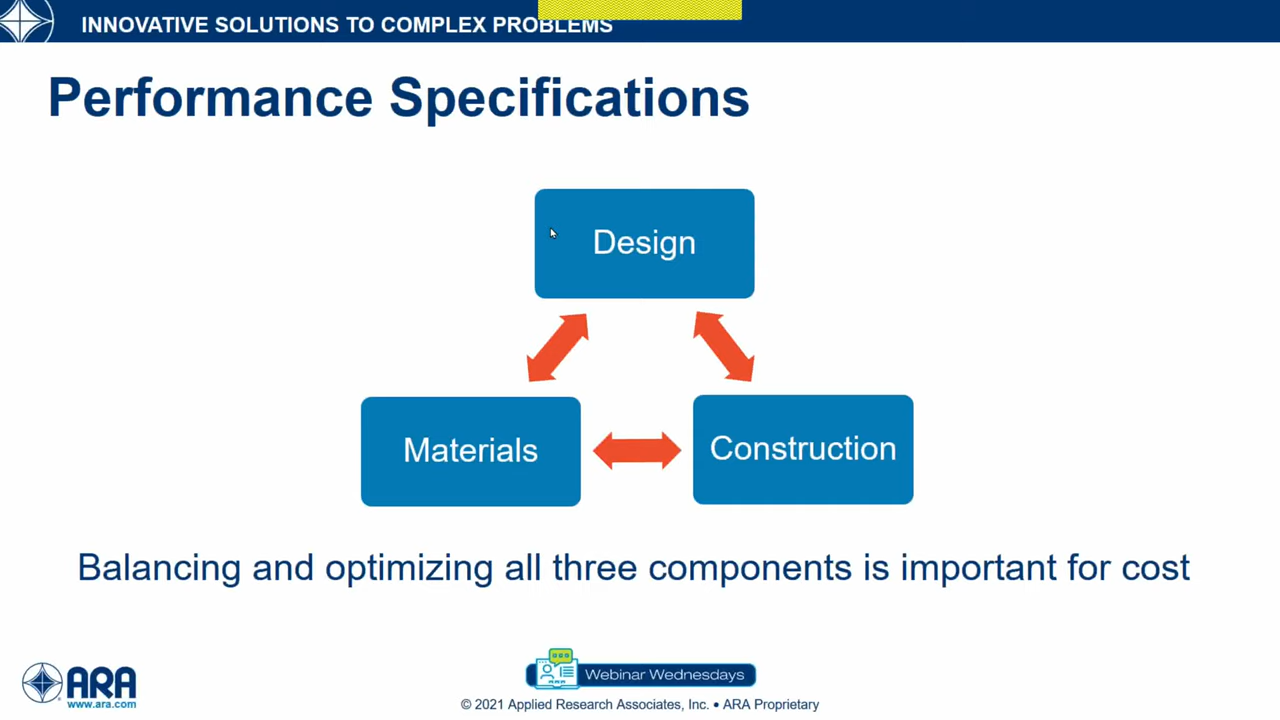 INNOVATIVE SOLUTIONS TO COMPLEX PROBLEMS
Performance Specifications
Design
Materials
Construction
Balancing and optimizing all three components is important for cost
ARA
www.ara.com
Webinar Wednesdays
© 2021 Applied Research Associates, Inc. • ARA Proprietary